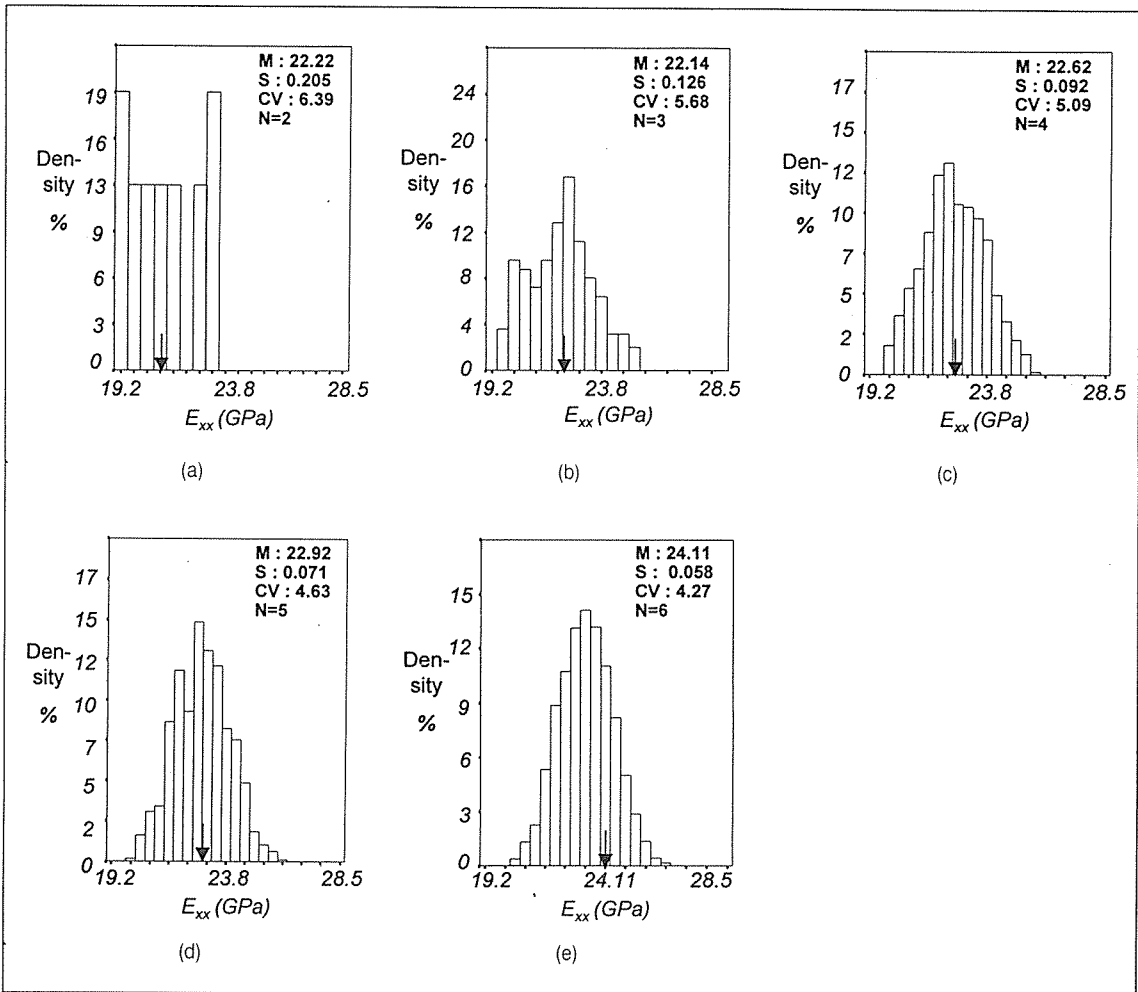 M : 22.22
S : 0.205
CV : 6.39
N=2
19
16
Den-
sity
%
13
9
6
3
0
19.2 23.8 28.5
Exx (GPa)
(a)
M : 22.14
S : 0.126
CV : 5.68
N=3
24
20
Den-
sity
%
16
12
8
4
0
19.2 23.8 28.5
Exx (GPa)
(b)
M : 22.62
S : 0.092
CV : 5.09
N=4
17
15
Den-
sity
%
12
10
7
5
2
0
19.2 23.8 28.5
Exx (GPa)
(c)
M : 22.92
S : 0.071
CV : 4.63
N=5
17
15
Den-
sity
%
12
10
7
5
2
0
19.2 23.8 28.5
Exx (GPa)
(d)
M : 24.11
S : 0.058
CV : 4.27
N=6
15
Den-
sity
%
12
9
6
3
0
19.2 24.11 28.5
Exx (GPa)
(e)